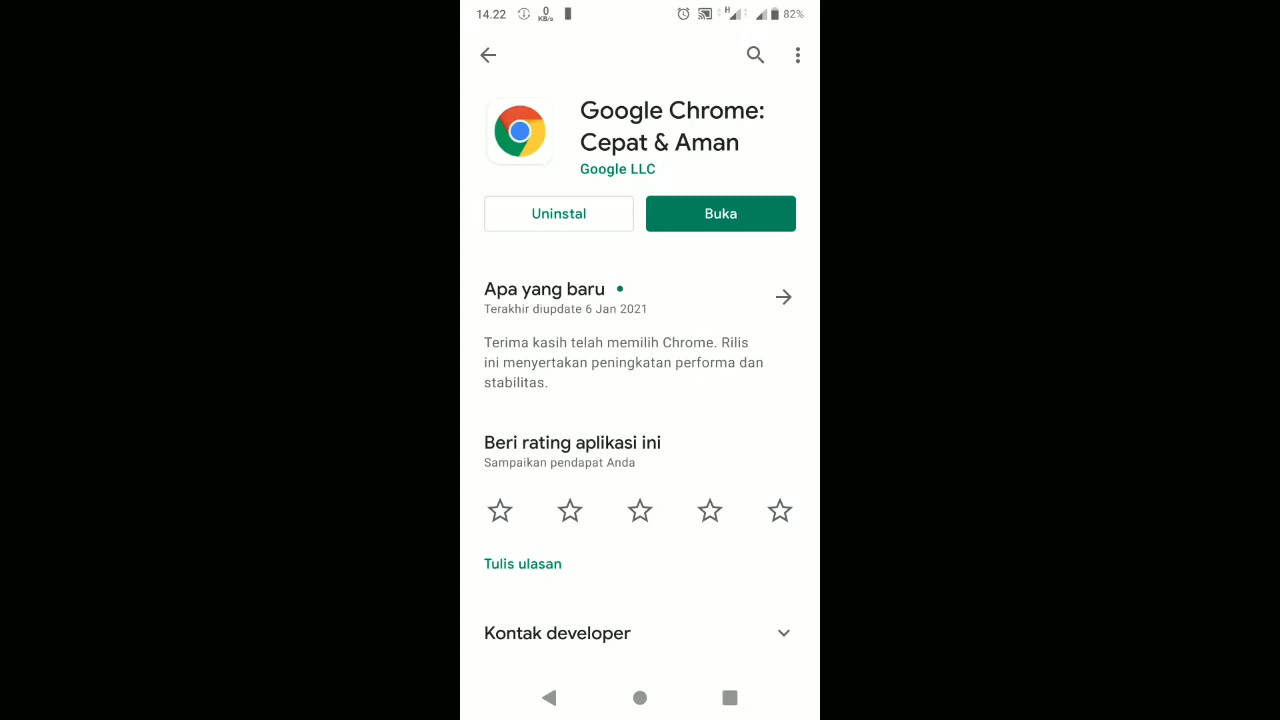 14.22 0 KB/s H 82%
Google Chrome:
Cepat & Aman
Google LLC
Uninstal
Buka
Apa yang baru
Terakhir diupdate 6 Jan 2021
Terima kasih telah memilih Chrome. Rilis
ini menyertakan peningkatan performa dan
stabilitas.
Beri rating aplikasi ini
Sampaikan pendapat Anda
Tulis ulasan
Kontak developer